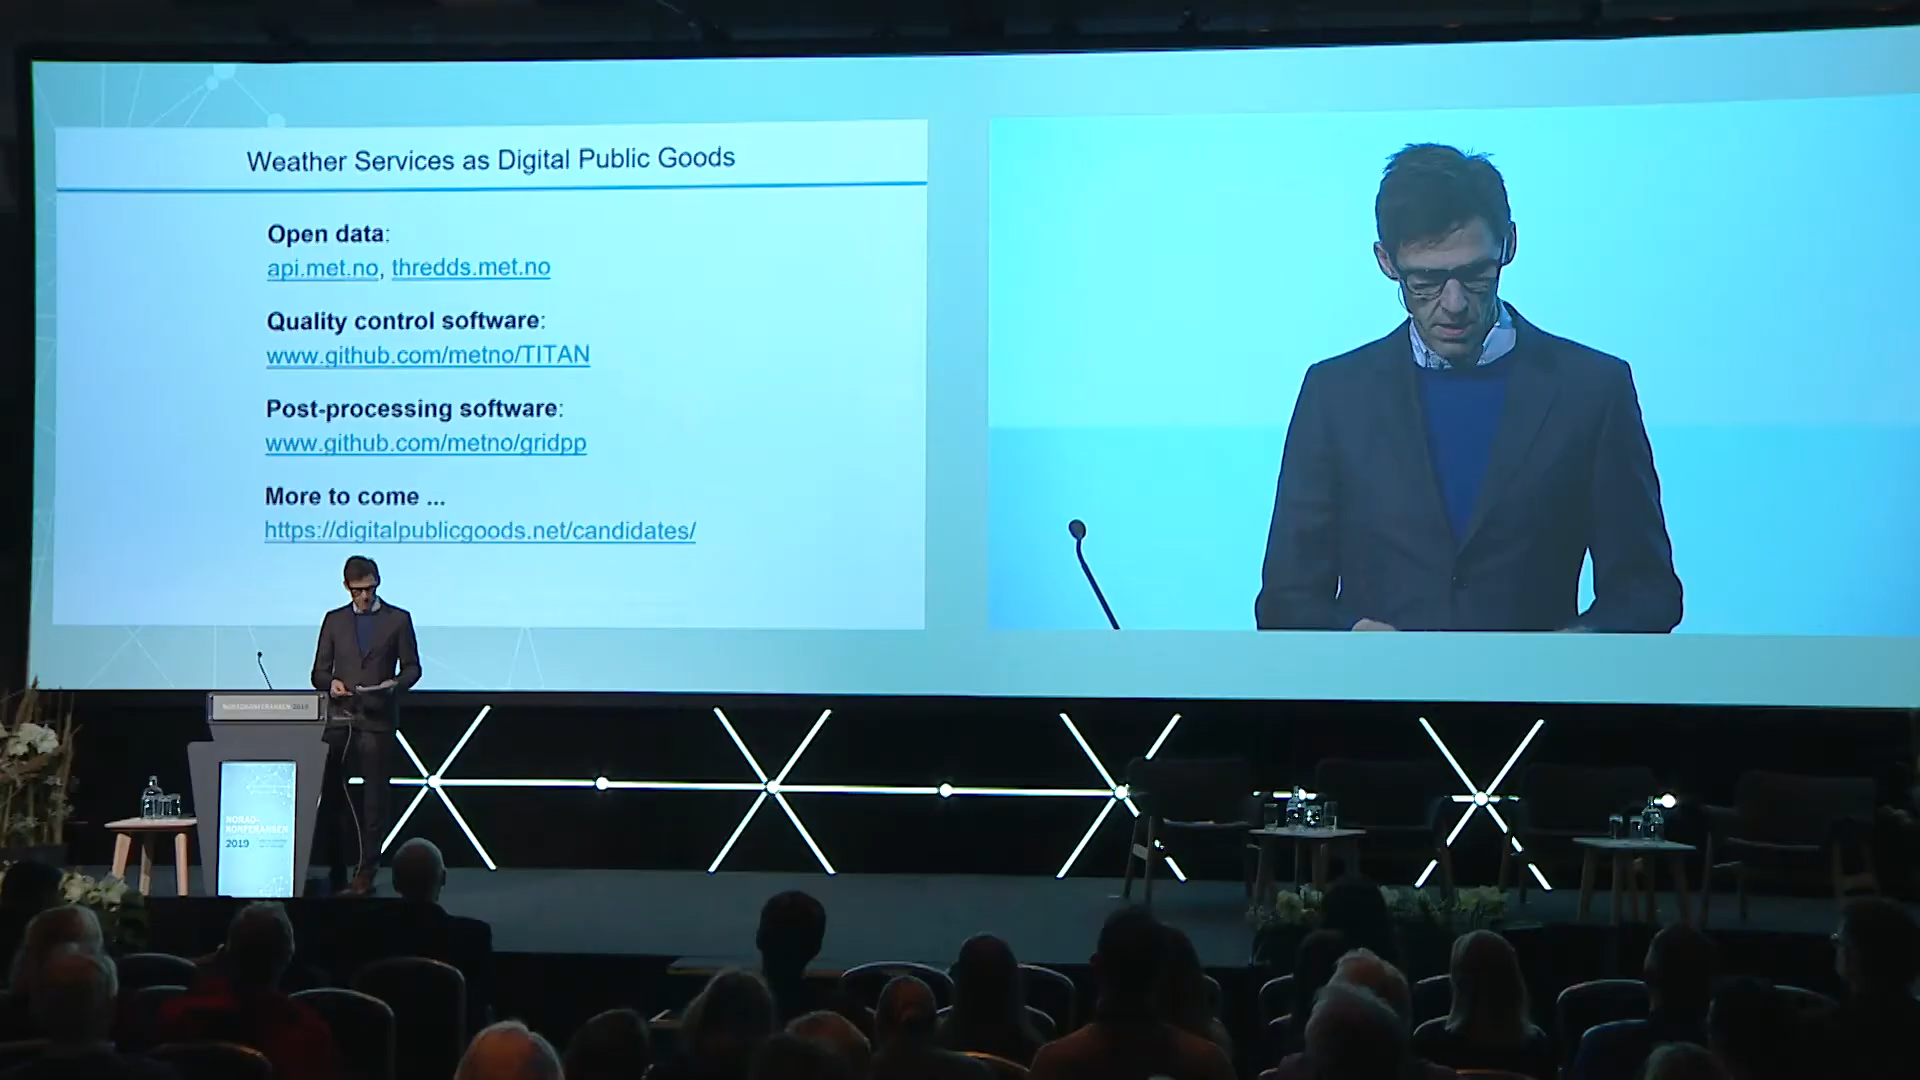 Weather Services as Digital Public Goods
Open data:
api.met.no, thredds.met.no
Quality control software:
www.github.com/metno/TITAN
Post-processing software:
www.github.com/metno/gridpp
More to come ...
https://digitalpublicgoods.net/candidates/
NORADKONFERANSEN 2019
NORAD-
KONFERANSEN
2019